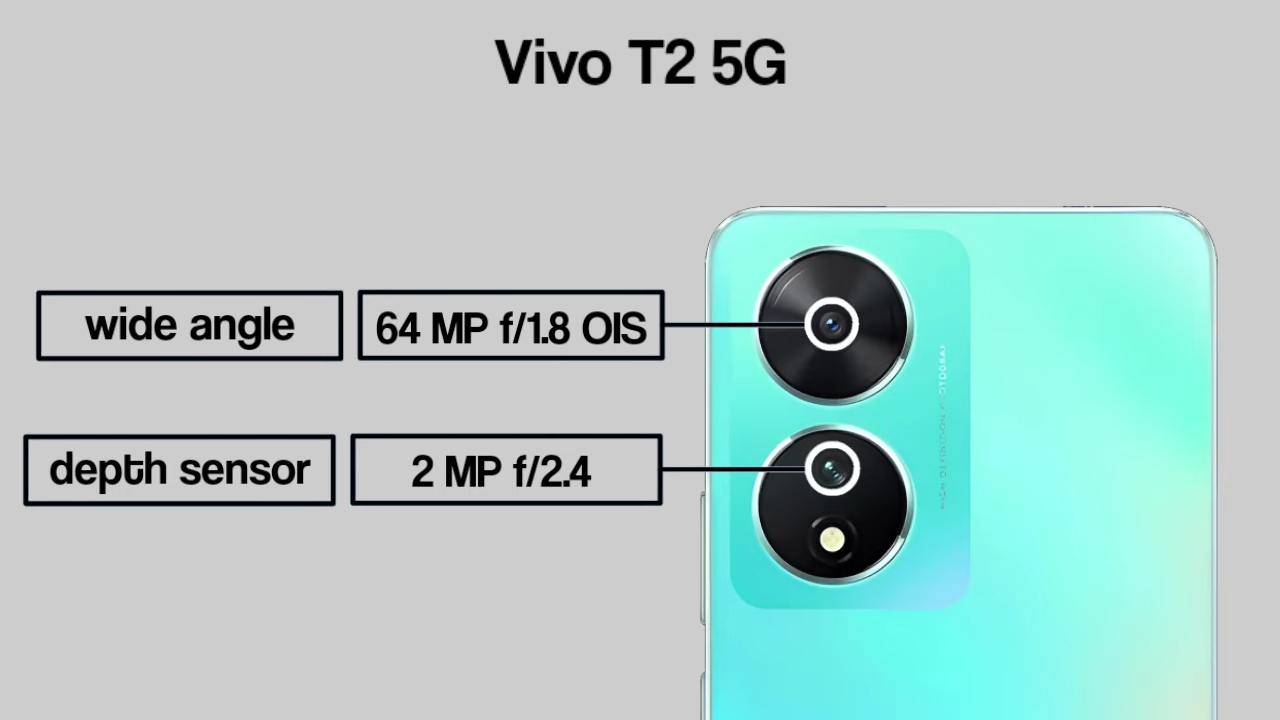 Vivo T2 5G
wide angle
64 MP f/1.8 OIS
depth sensor
2 MP f/2.4